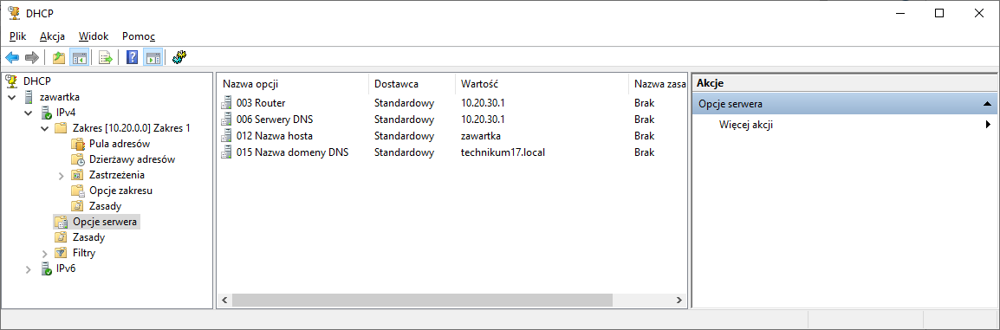 DHCP
Plik Akcja Widok Pomoc
DHCP
zawartka
IPv4
Zakres [10.20.0.0] Zakres 1
Pula adresów
Dzierżawy adresów
Zastrzeżenia
Opcje zakresu
Zasady
Opcje serwera
Zasady
Filtry
IPv6
Nazwa opcji Dostawca Wartość Nazwa zasa
003 Router Standardowy 10.20.30.1 Brak
006 Serwery DNS Standardowy 10.20.30.1 Brak
012 Nazwa hosta Standardowy zawartka Brak
015 Nazwa domeny DNS Standardowy technikum17.local Brak
Akcje
Opcje serwera
Więcej akcji